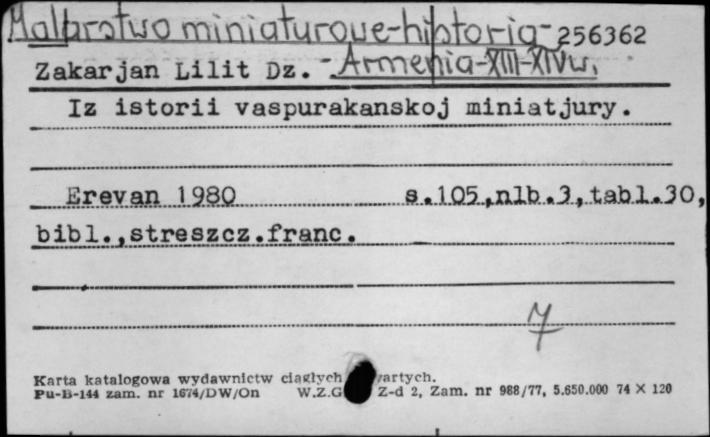 Malarstwo miniaturowe-historia- 256362
Zakarjan Lilit Dz. - Armenia-XIII-XIVw.
Iz istorii vaspurakanskoj miniatjury.
Erevan 1980 s.105,nlb.3,tabl.30,
bibl.,streszcz.franc.
7
Karta katalogowa wydawnictw ciągłych wartych.
Pu-B-144 zam. nr 1674/DW/On W.Z.G Z-d 2, Zam. nr 988/77, 5.650.000 74 X 120